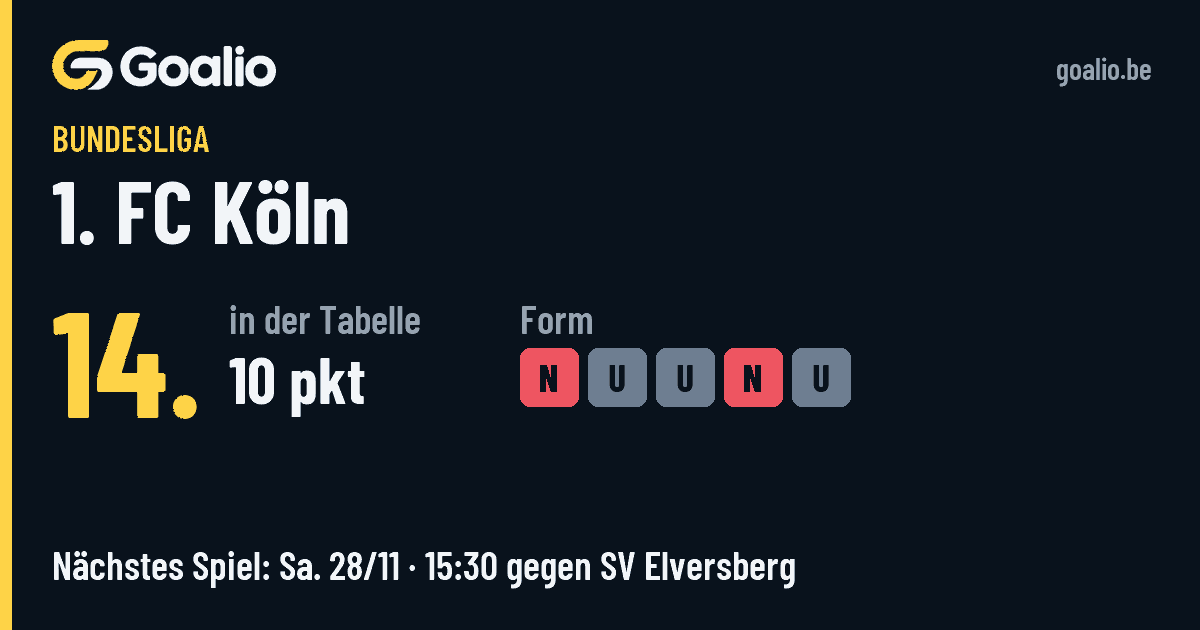 Goalio
goalio.be
BUNDESLIGA
1. FC Köln
14.
in der Tabelle
10 pkt
Form
N U U N U
Nächstes Spiel: Sa. 28/11 · 15:30 gegen SV Elversberg